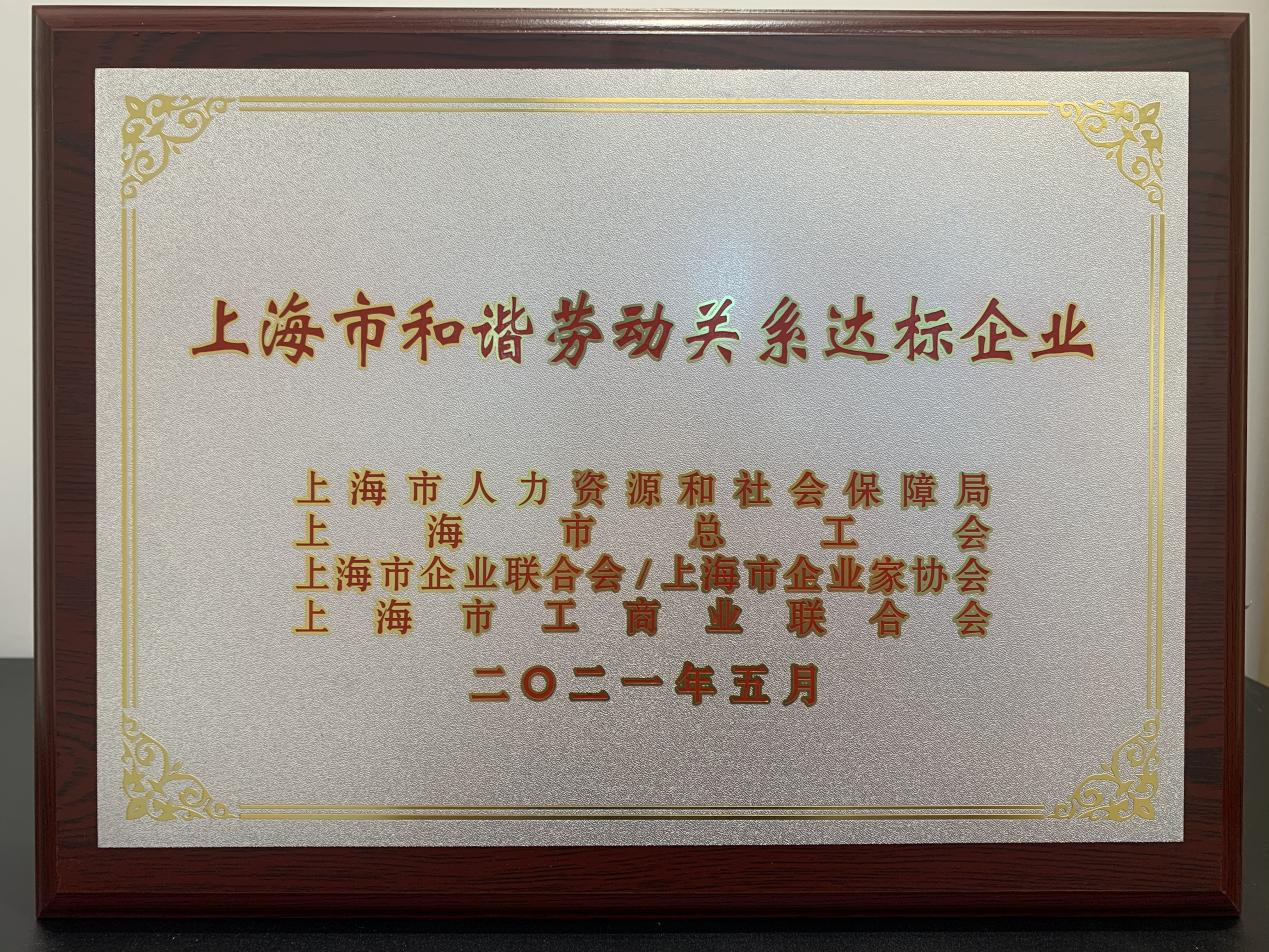 上海市和谐劳动关系达标企业
上海市人力资源和社会保障局
上海市总工会
上海市企业联合会/上海市企业家协会
上海市工商业联合会
二〇二一年五月